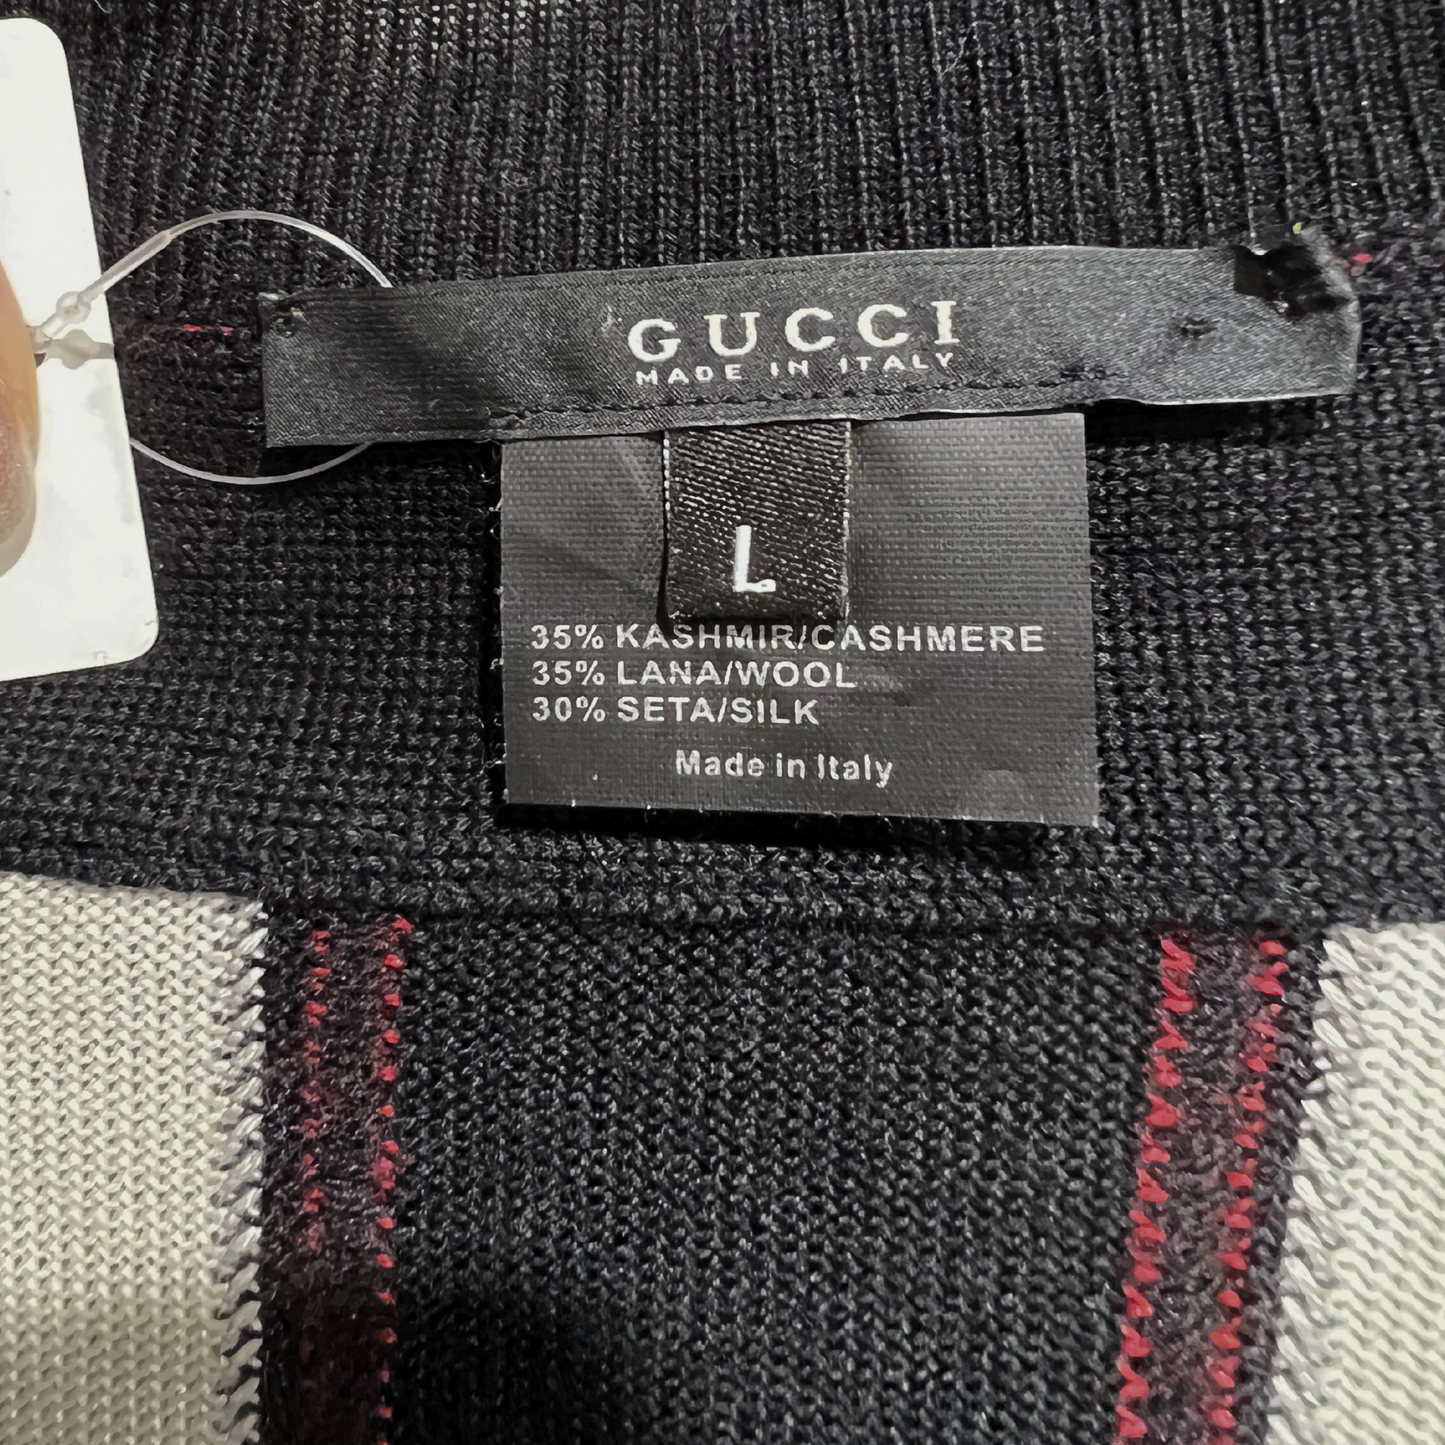 GUCCI
MADE IN ITALY
L
35% KASHMIR/CASHMERE
35% LANA/WOOL
30% SETA/SILK
Made in Italy